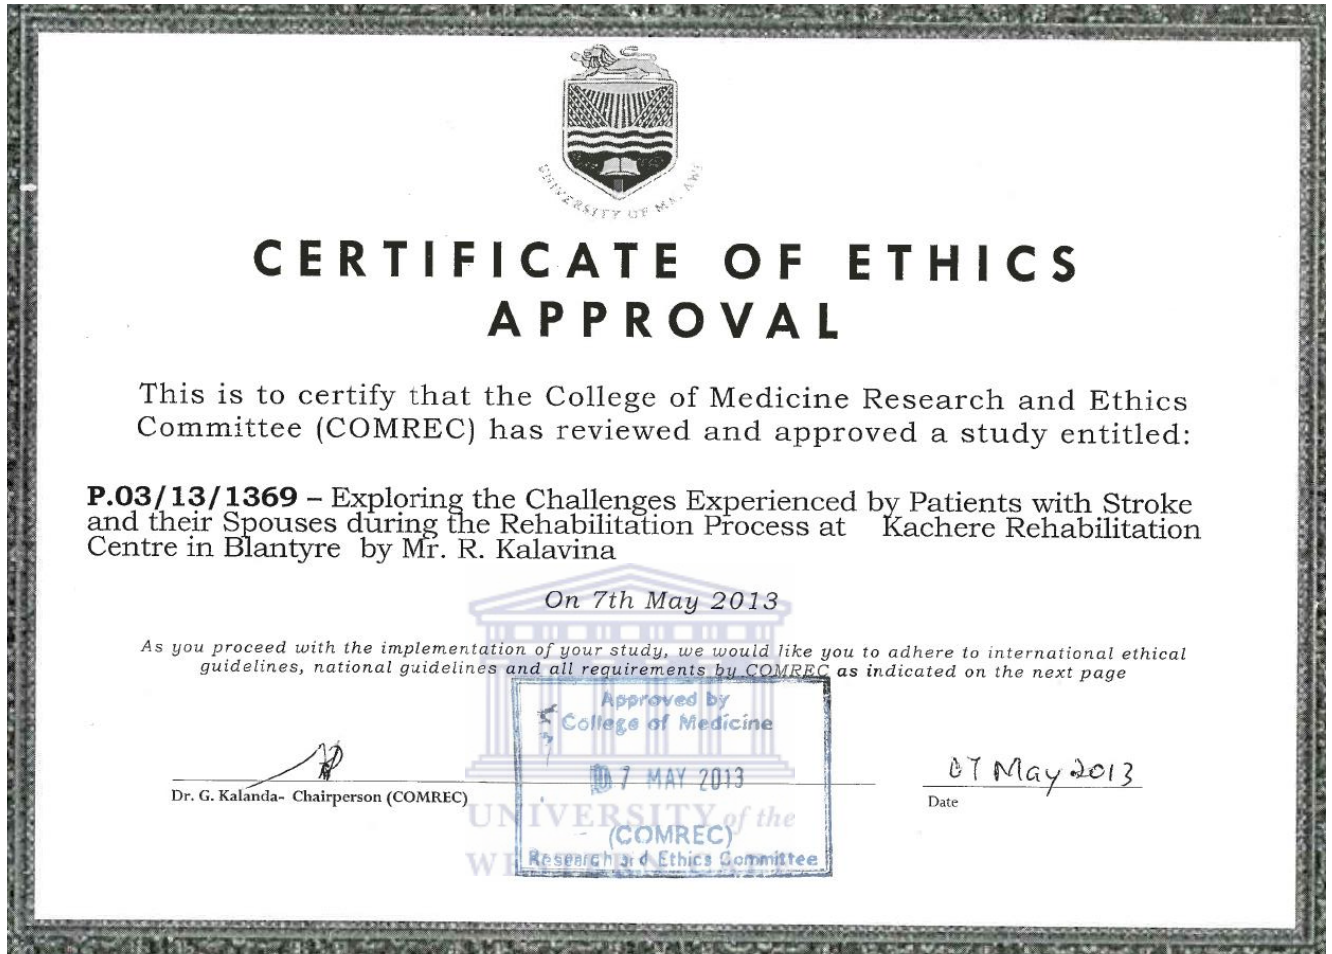 UNIVERSITY OF MALAWI
CERTIFICATE OF ETHICS
APPROVAL
This is to certify that the College of Medicine Research and Ethics
Committee (COMREC) has reviewed and approved a study entitled:
P.03/13/1369 – Exploring the Challenges Experienced by Patients with Stroke
and their Spouses during the Rehabilitation Process at Kachere Rehabilitation
Centre in Blantyre by Mr. R. Kalavina
On 7th May 2013
As you proceed with the implementation of your study, we would like you to adhere to international ethical
guidelines, national guidelines and all requirements by COMREC as indicated on the next page
Approved by
College of Medicine
07 MAY 2013
(COMREC)
Research and Ethics Committee
Dr. G. Kalanda- Chairperson (COMREC)
07 May 2013
Date
UNIVERSITY of the
WESTERN CAPE